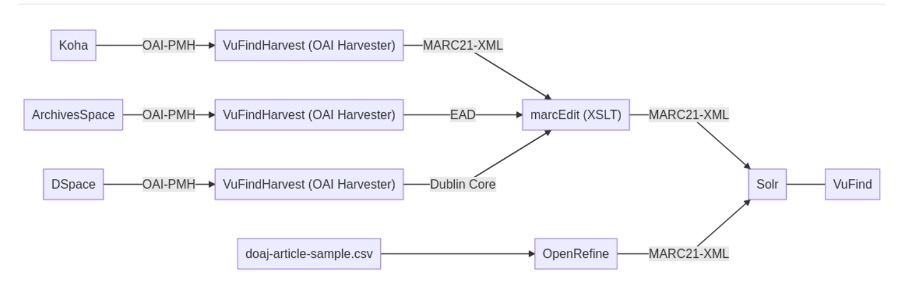 Koha
OAI-PMH
VuFindHarvest (OAI Harvester)
MARC21-XML
ArchivesSpace
OAI-PMH
VuFindHarvest (OAI Harvester)
EAD
marcEdit (XSLT)
MARC21-XML
DSpace
OAI-PMH
VuFindHarvest (OAI Harvester)
Dublin Core
Solr
VuFind
doaj-article-sample.csv
OpenRefine
MARC21-XML